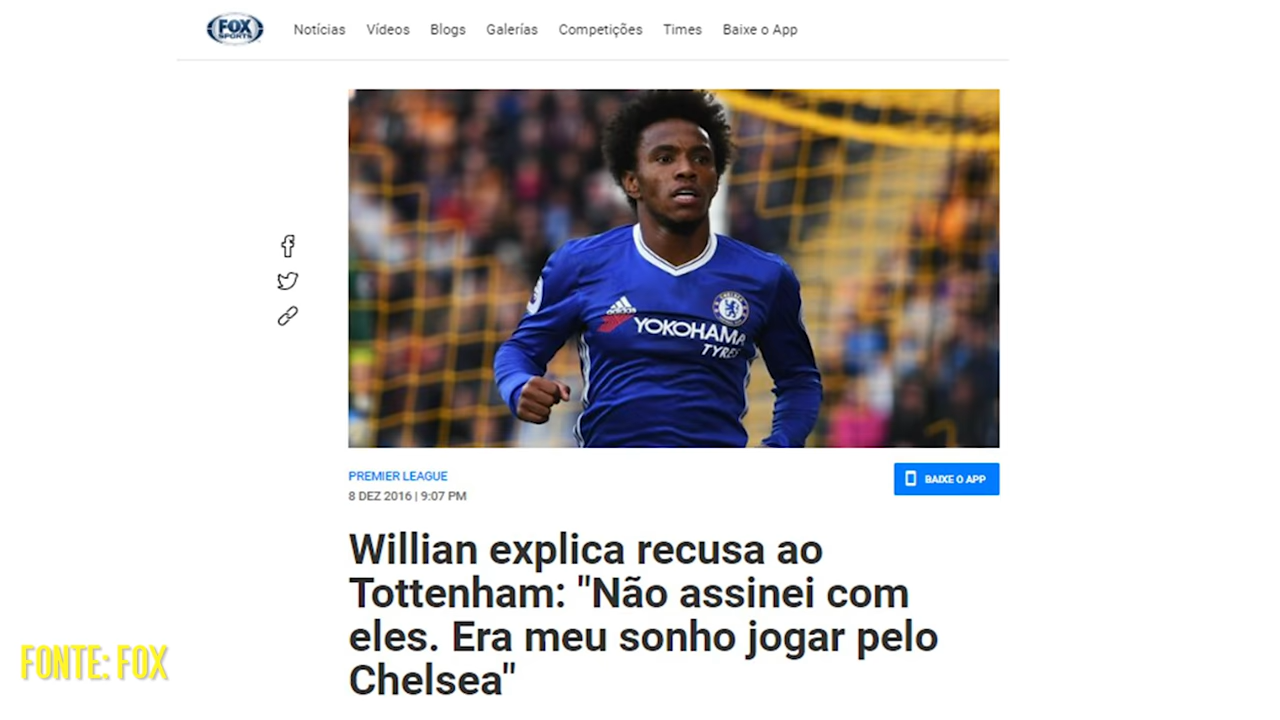 FOX
SPORTS
Notícias Vídeos Blogs Galerías Competições Times Baixe o App
adidas
CHELSEA
YOKOHAMA
TYRES
PREMIER LEAGUE
BAIXE O APP
8 DEZ 2016 | 9:07 PM
Willian explica recusa ao
Tottenham: "Não assinei com
eles. Era meu sonho jogar pelo
Chelsea"
FONTE: FOX